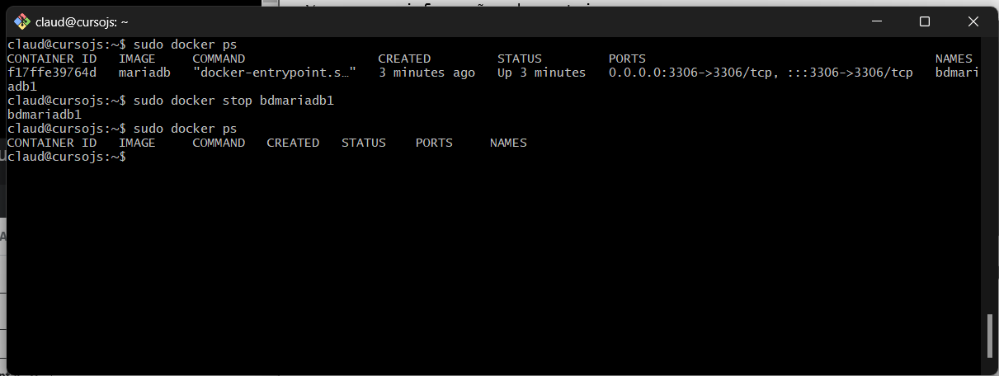 claud@cursojs: ~
claud@cursojs:~$ sudo docker ps
CONTAINER ID   IMAGE     COMMAND                  CREATED         STATUS         PORTS                                       NAMES
f17ffe39764d   mariadb   "docker-entrypoint.s…"   3 minutes ago   Up 3 minutes   0.0.0.0:3306->3306/tcp, :::3306->3306/tcp   bdmari
adb1
claud@cursojs:~$ sudo docker stop bdmariadb1
bdmariadb1
claud@cursojs:~$ sudo docker ps
CONTAINER ID   IMAGE     COMMAND   CREATED   STATUS    PORTS     NAMES
claud@cursojs:~$